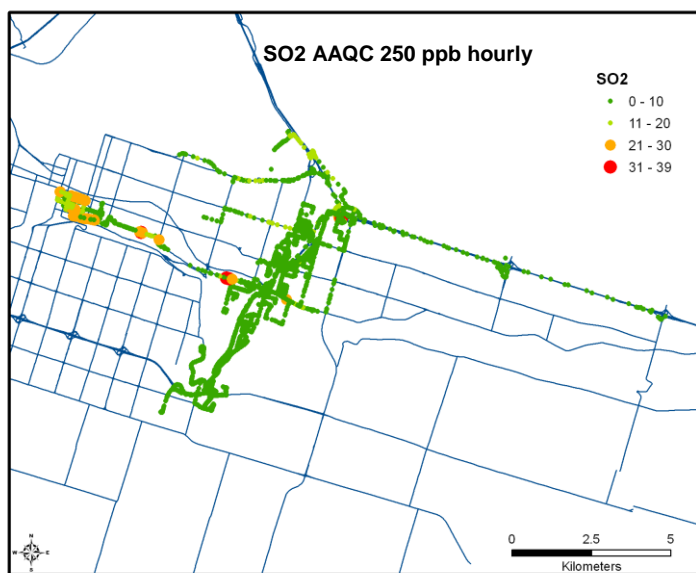 SO2 AAQC 250 ppb hourly
SO2
0 - 10
11 - 20
21 - 30
31 - 39
N
W E
S
0 2.5 5
Kilometers